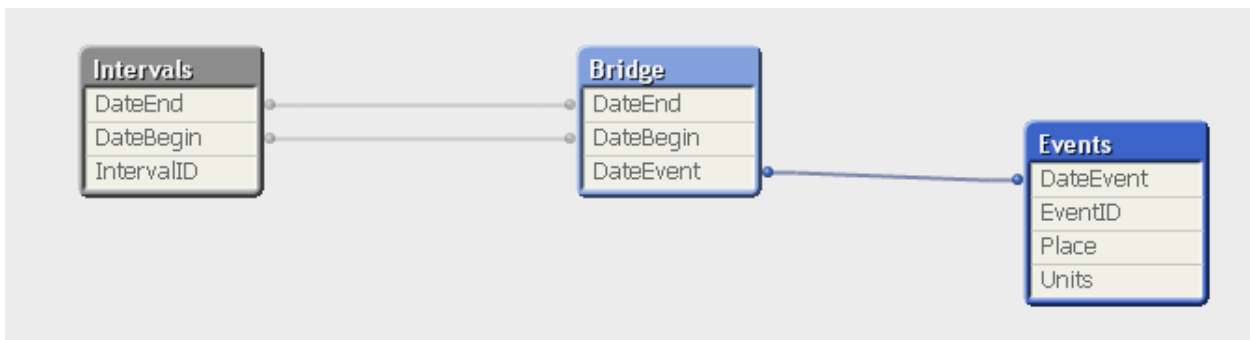 Intervals
DateEnd
DateBegin
IntervalID
Bridge
DateEnd
DateBegin
DateEvent
Events
DateEvent
EventID
Place
Units